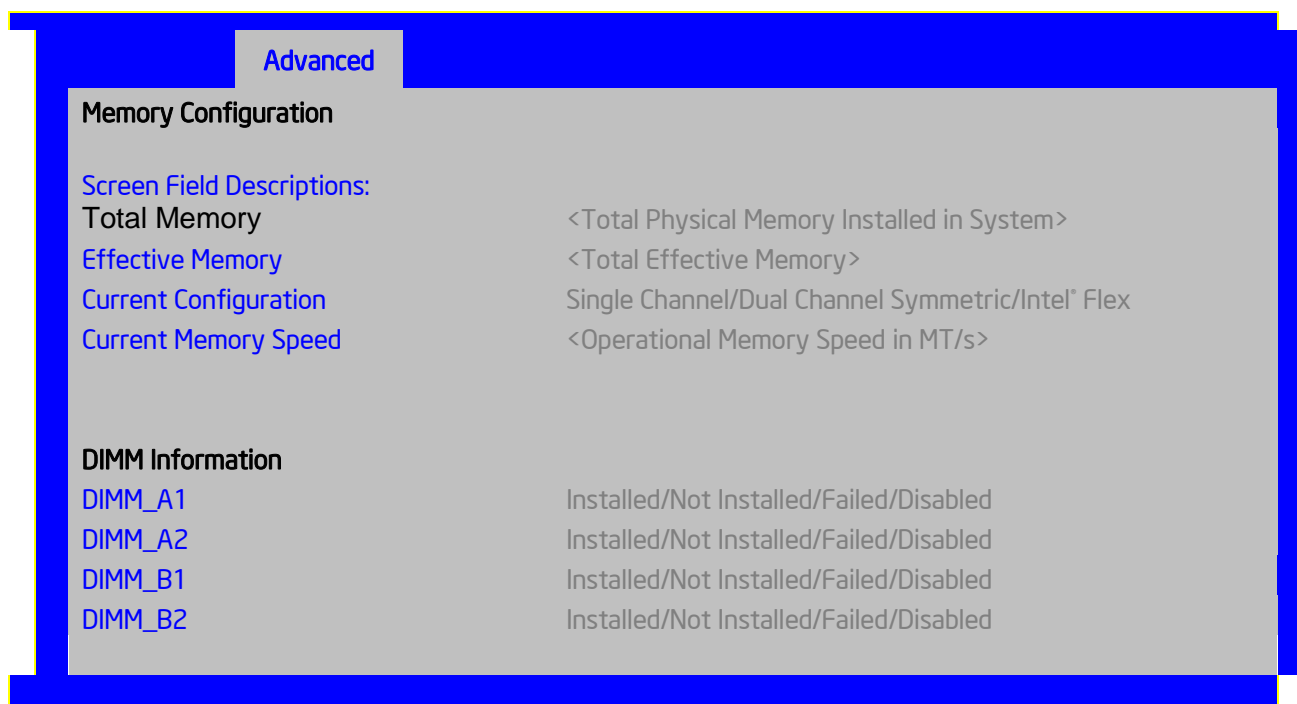 Advanced
Memory Configuration
Screen Field Descriptions:
Total Memory <Total Physical Memory Installed in System>
Effective Memory <Total Effective Memory>
Current Configuration Single Channel/Dual Channel Symmetric/Intel® Flex
Current Memory Speed <Operational Memory Speed in MT/s>
DIMM Information
DIMM_A1 Installed/Not Installed/Failed/Disabled
DIMM_A2 Installed/Not Installed/Failed/Disabled
DIMM_B1 Installed/Not Installed/Failed/Disabled
DIMM_B2 Installed/Not Installed/Failed/Disabled